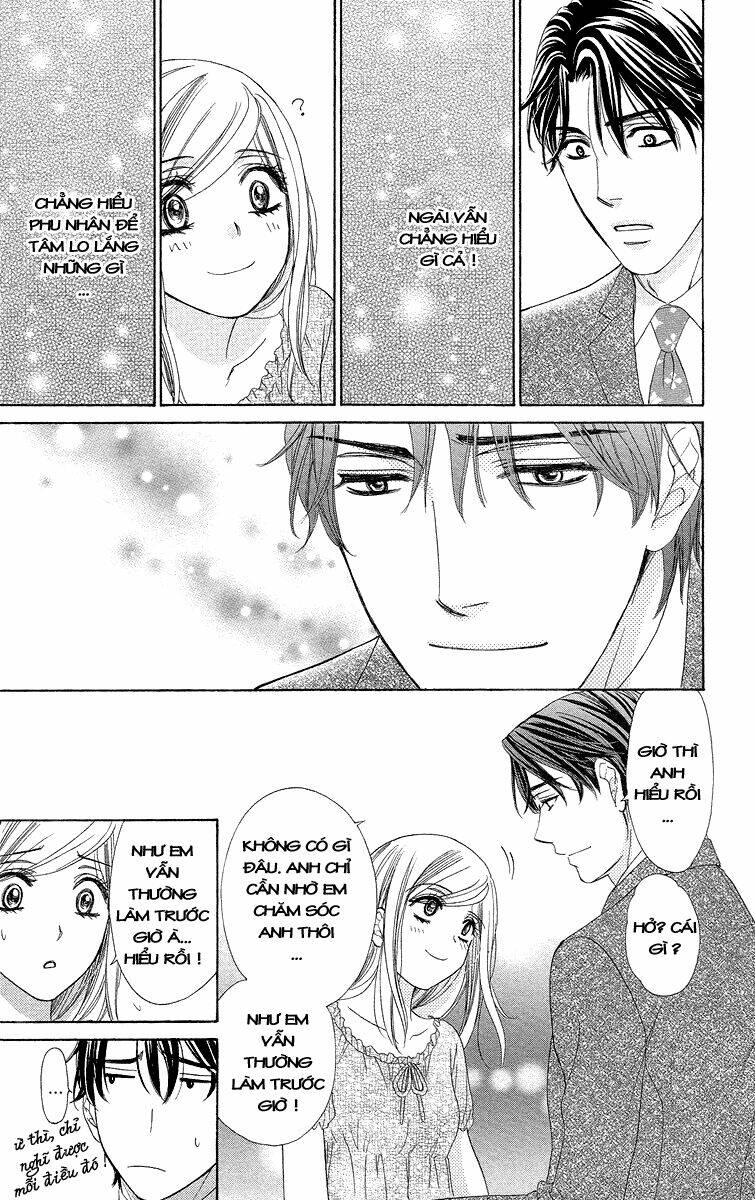 NGÀI VẪN
CHẲNG HIỂU
GÌ CẢ !
?
CHẲNG HIỂU
PHU NHÂN ĐỂ
TÂM LO LẮNG
NHỮNG GÌ
...
GIỜ THÌ
ANH
HIỂU RỒI
...
HỞ? CÁI
GÌ ?
KHÔNG CÓ GÌ
ĐÂU. ANH CHỈ
CẦN NHỜ EM
CHĂM SÓC
ANH THÔI
...
NHƯ EM
VẪN
THƯỜNG
LÀM TRƯỚC
GIỜ !
NHƯ EM
VẪN
THƯỜNG
LÀM TRƯỚC
GIỜ À...
HIỂU RỒI !
...
ừ thì, chỉ
nghĩ được
mỗi điều đó !